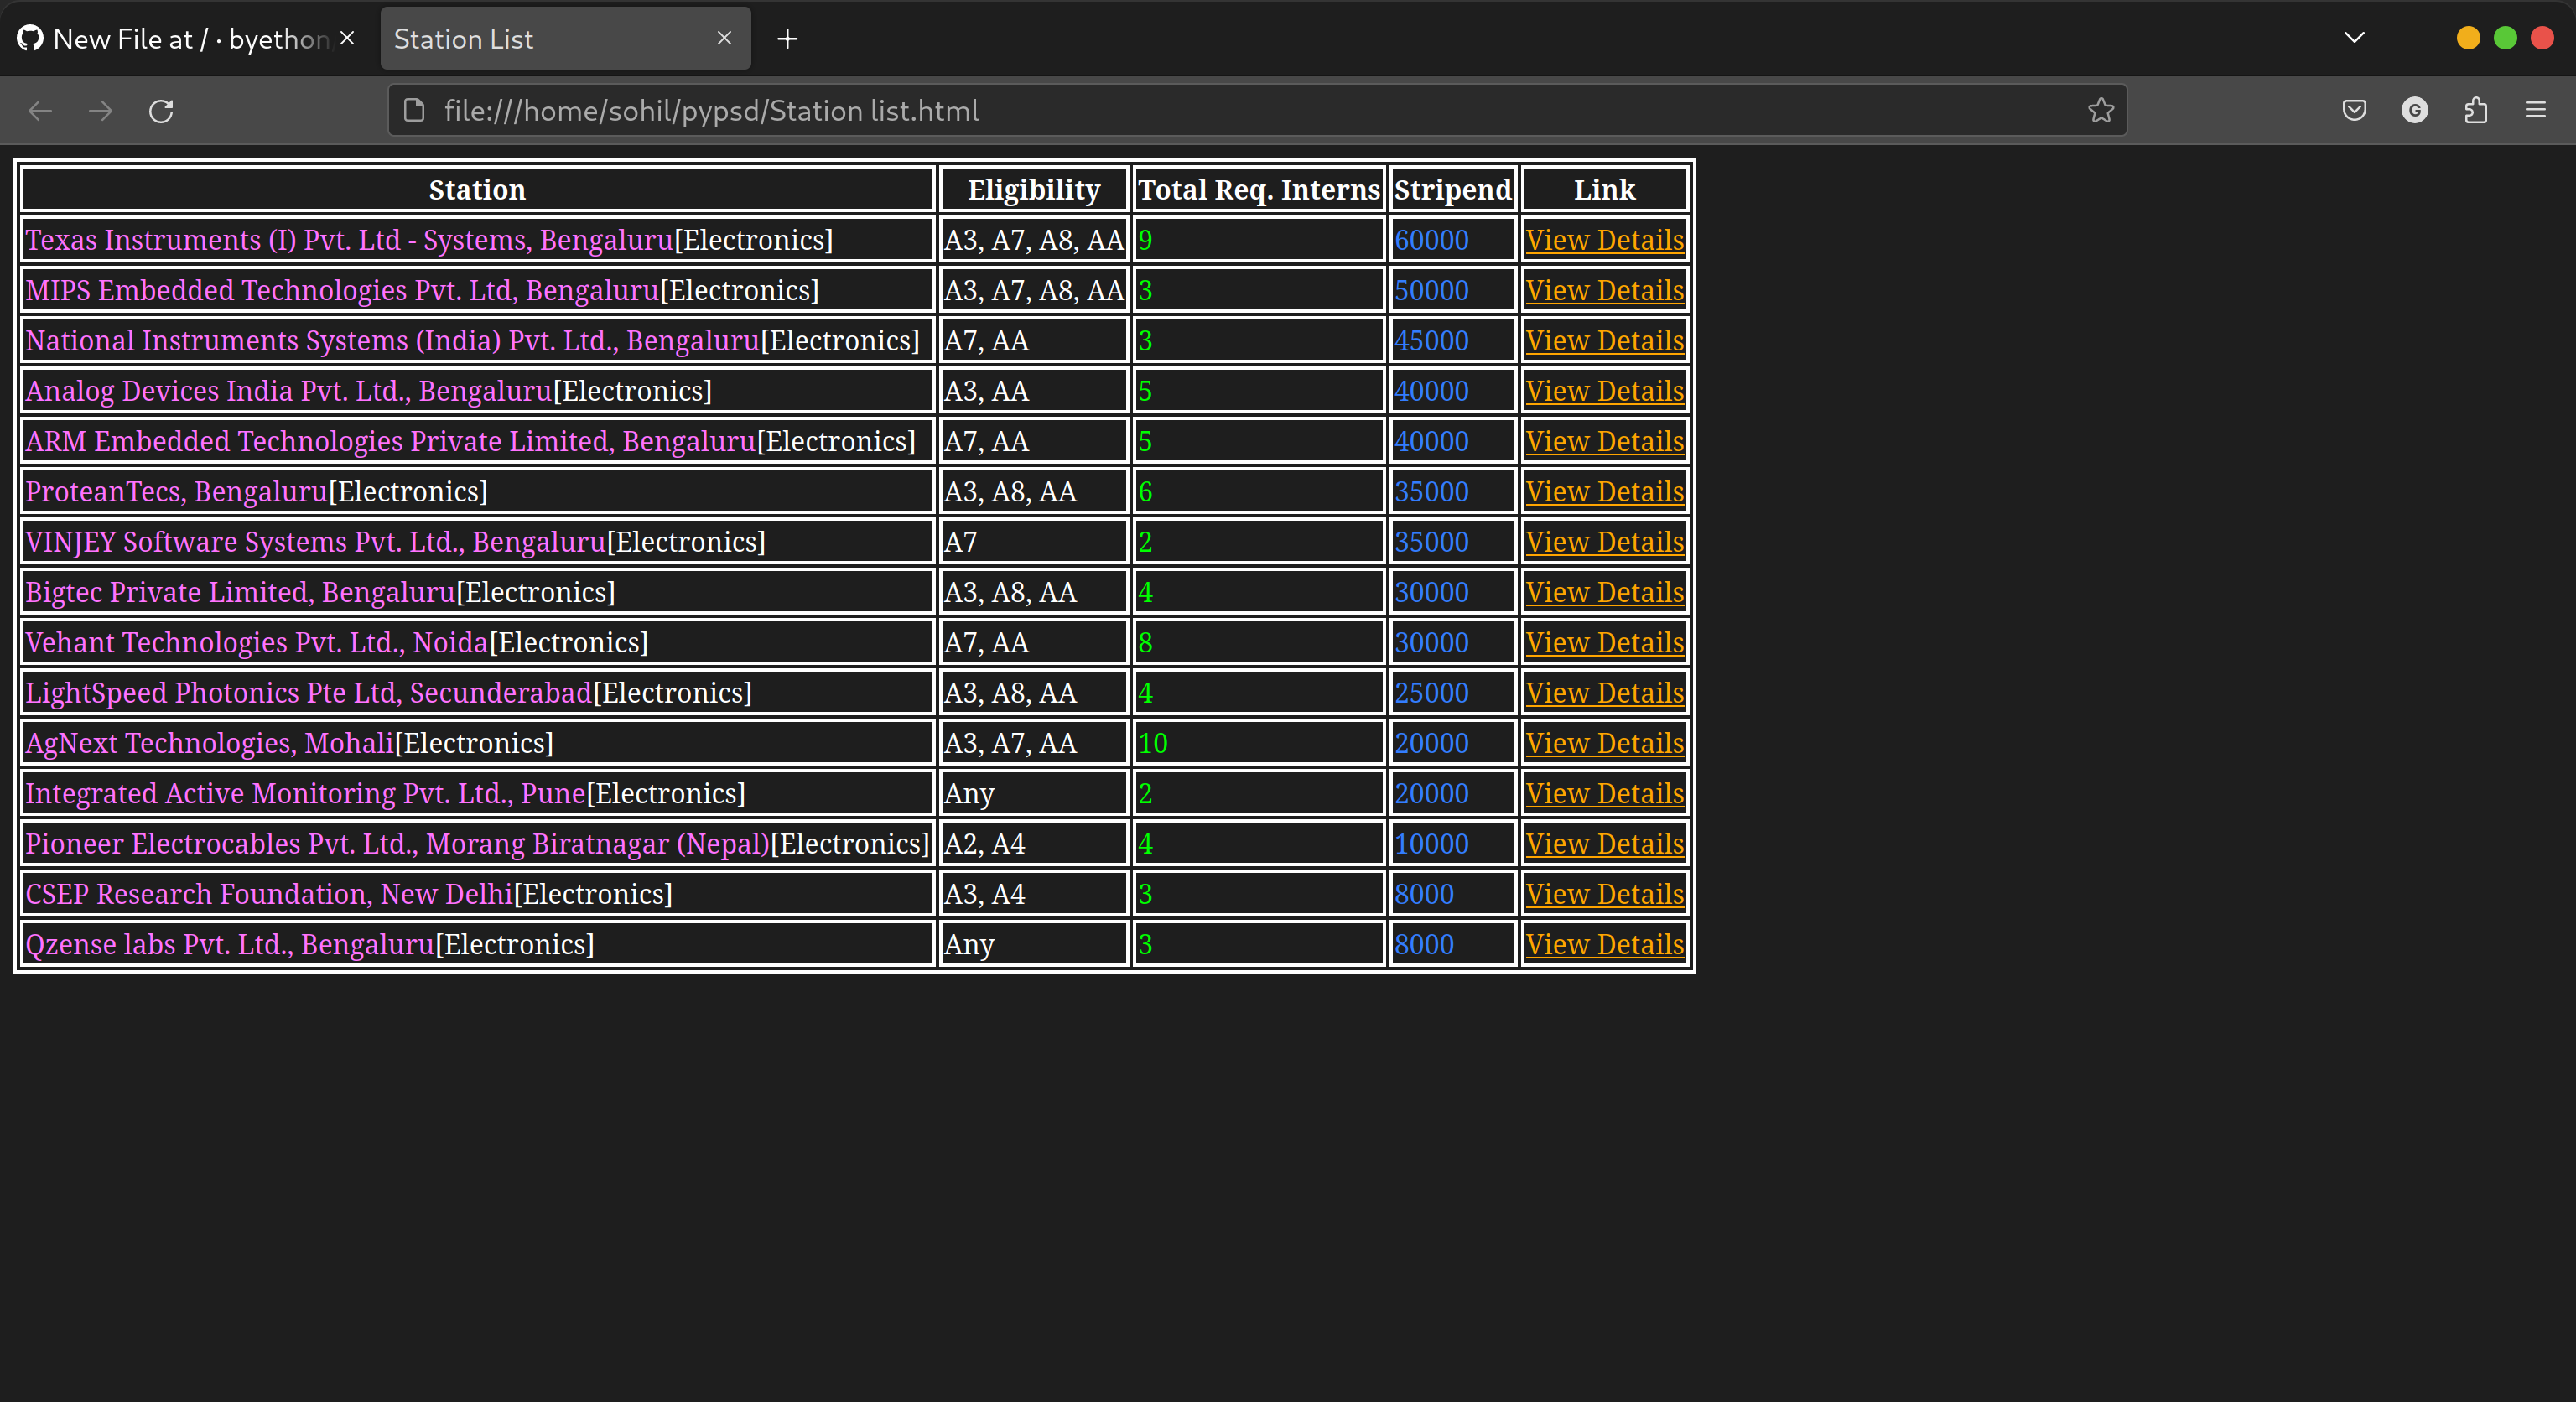 New File at / · byethon
Station List
file:///home/sohil/pypsd/Station list.html
G
Station Eligibility Total Req. Interns Stripend Link
Texas Instruments (I) Pvt. Ltd - Systems, Bengaluru[Electronics] A3, A7, A8, AA 9 60000 View Details
MIPS Embedded Technologies Pvt. Ltd, Bengaluru[Electronics] A3, A7, A8, AA 3 50000 View Details
National Instruments Systems (India) Pvt. Ltd., Bengaluru[Electronics] A7, AA 3 45000 View Details
Analog Devices India Pvt. Ltd., Bengaluru[Electronics] A3, AA 5 40000 View Details
ARM Embedded Technologies Private Limited, Bengaluru[Electronics] A7, AA 5 40000 View Details
ProteanTecs, Bengaluru[Electronics] A3, A8, AA 6 35000 View Details
VINJEY Software Systems Pvt. Ltd., Bengaluru[Electronics] A7 2 35000 View Details
Bigtec Private Limited, Bengaluru[Electronics] A3, A8, AA 4 30000 View Details
Vehant Technologies Pvt. Ltd., Noida[Electronics] A7, AA 8 30000 View Details
LightSpeed Photonics Pte Ltd, Secunderabad[Electronics] A3, A8, AA 4 25000 View Details
AgNext Technologies, Mohali[Electronics] A3, A7, AA 10 20000 View Details
Integrated Active Monitoring Pvt. Ltd., Pune[Electronics] Any 2 20000 View Details
Pioneer Electrocables Pvt. Ltd., Morang Biratnagar (Nepal)[Electronics] A2, A4 4 10000 View Details
CSEP Research Foundation, New Delhi[Electronics] A3, A4 3 8000 View Details
Qzense labs Pvt. Ltd., Bengaluru[Electronics] Any 3 8000 View Details